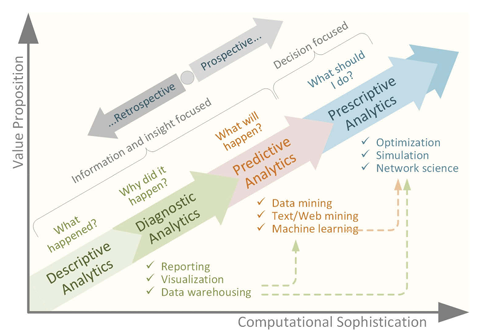 Value Proposition
...Retrospective
Prospective...
Information and insight focused
Decision focused
What
happened?
Why did it
happen?
What will
happen?
What should
I do?
Descriptive
Analytics
Diagnostic
Analytics
Predictive
Analytics
Prescriptive
Analytics
✓ Optimization
✓ Simulation
✓ Network science
✓ Data mining
✓ Text/Web mining
✓ Machine learning
✓ Reporting
✓ Visualization
✓ Data warehousing
Computational Sophistication